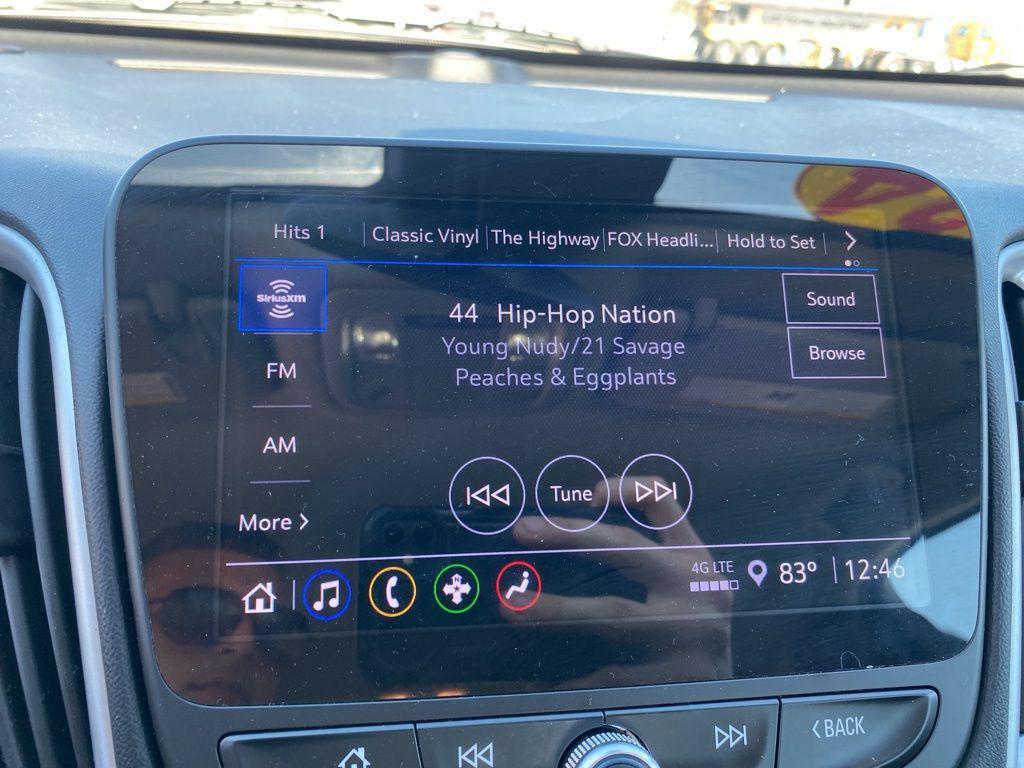 Hits 1
Classic Vinyl
The Highway
FOX Headli...
Hold to Set
SiriusXM
44 Hip-Hop Nation
Sound
Young Nudy/21 Savage
Browse
Peaches & Eggplants
FM
AM
Tune
More
4G LTE
83° 12:46
N
BACK